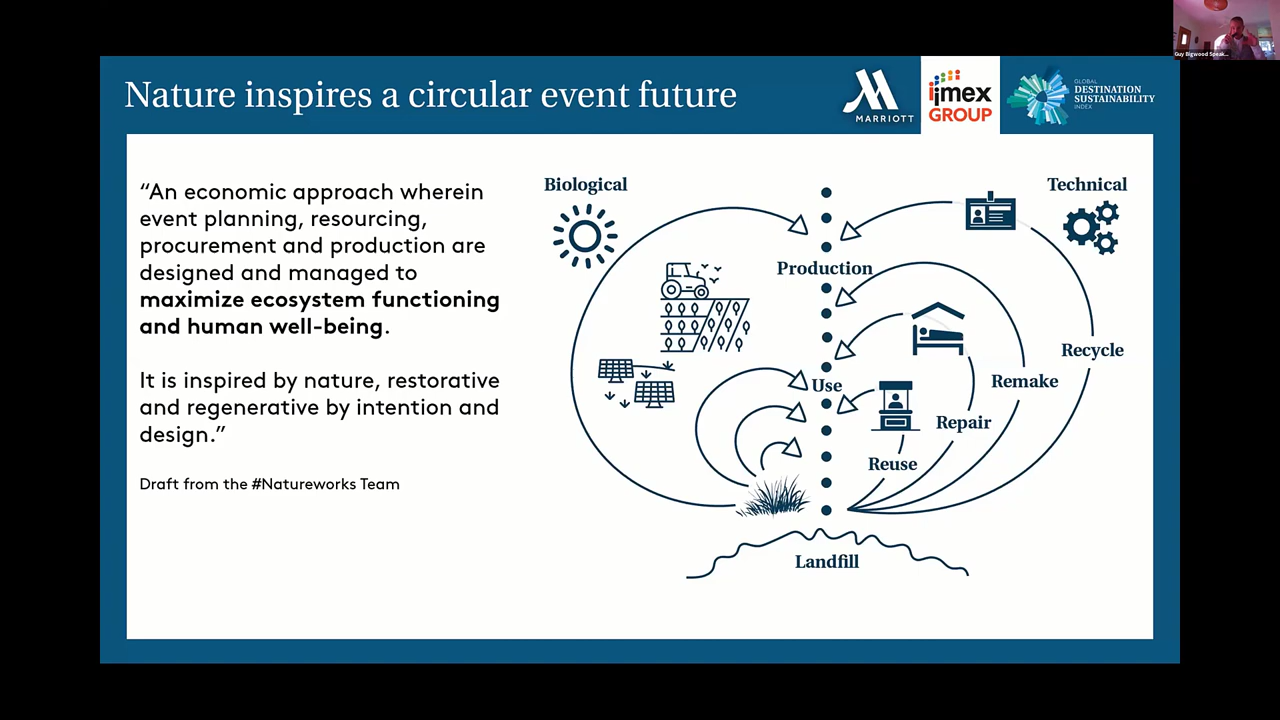 Nature inspires a circular event future
MARRIOTT
imex
GROUP
GLOBAL
DESTINATION
SUSTAINABILITY
INDEX
Guy Bigwood Speak...
“An economic approach wherein
event planning, resourcing,
procurement and production are
designed and managed to
maximize ecosystem functioning
and human well-being.
It is inspired by nature, restorative
and regenerative by intention and
design.”
Draft from the #Natureworks Team
Biological
Technical
Production
Recycle
Remake
Use
Repair
Reuse
Landfill